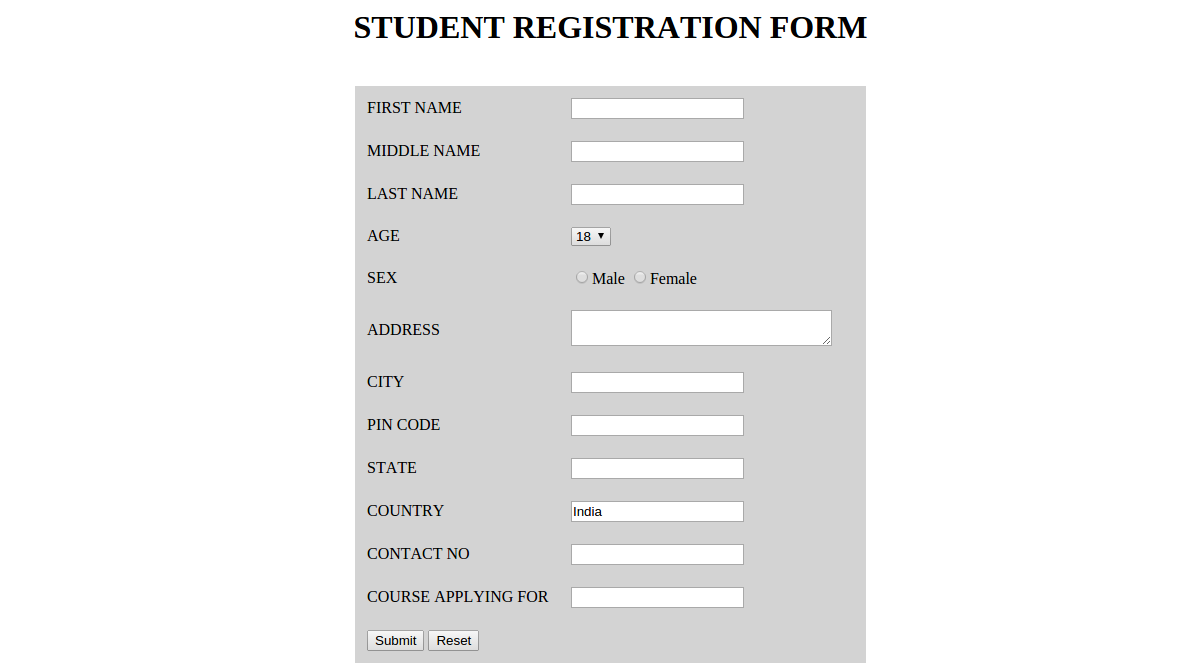 STUDENT REGISTRATION FORM
FIRST NAME
MIDDLE NAME
LAST NAME
AGE 18
SEX Male Female
ADDRESS
CITY
PIN CODE
STATE
COUNTRY India
CONTACT NO
COURSE APPLYING FOR
Submit Reset